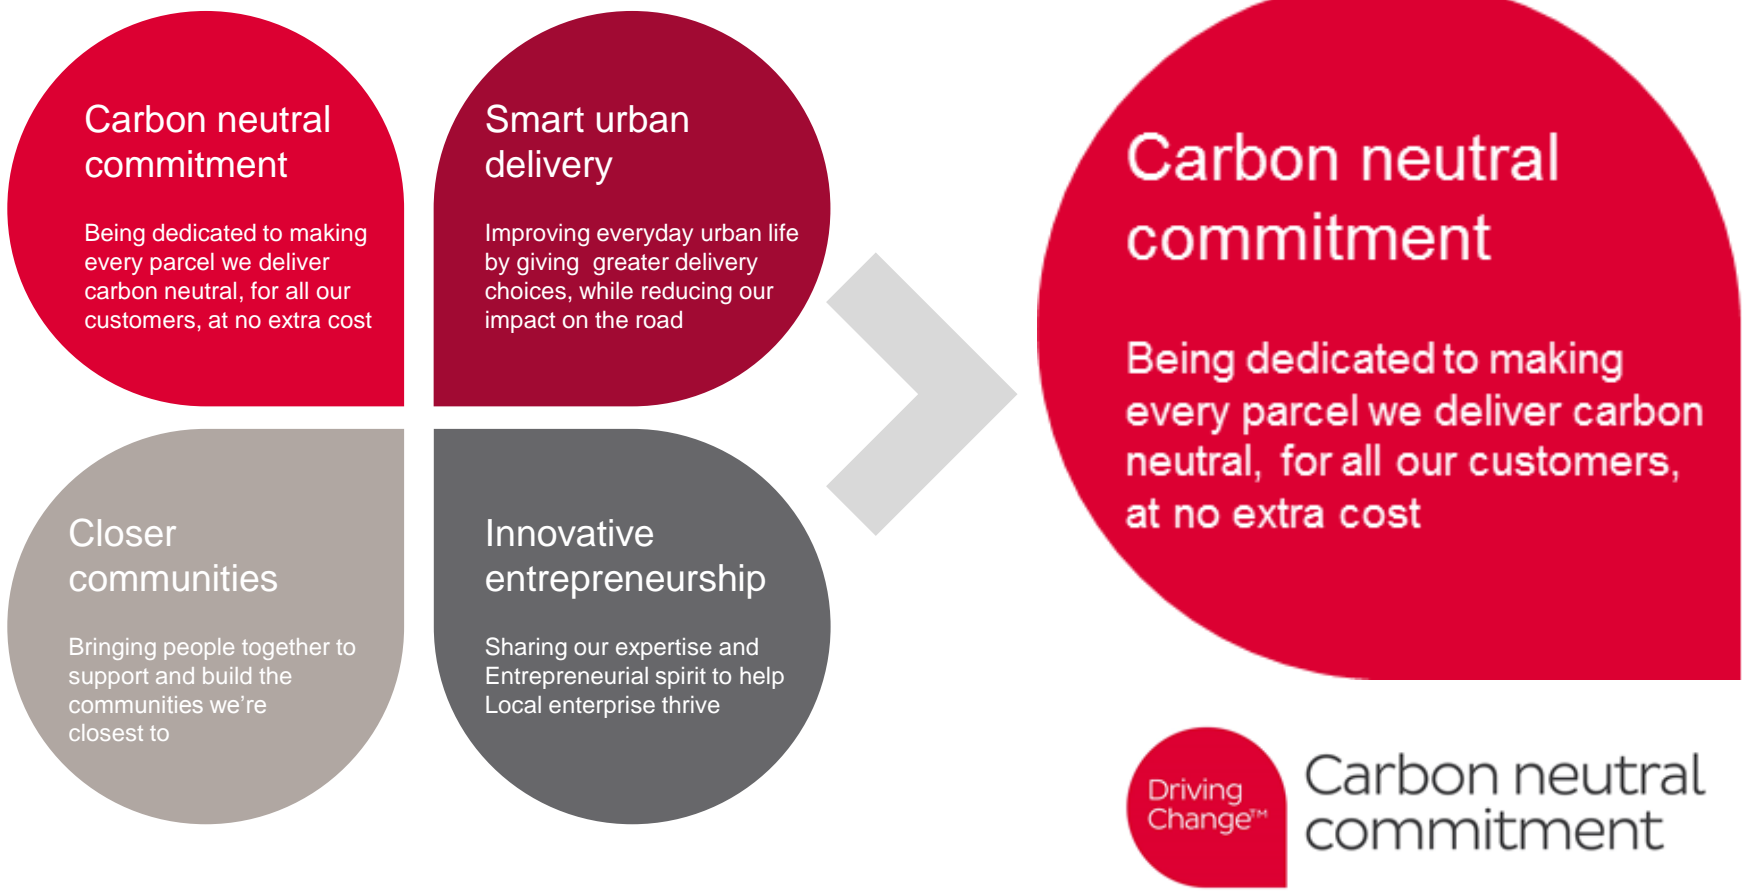 Carbon neutral
commitment
Being dedicated to making
every parcel we deliver
carbon neutral, for all our
customers, at no extra cost
Smart urban
delivery
Improving everyday urban life
by giving  greater delivery
choices, while reducing our
impact on the road
Closer
communities
Bringing people together to
support and build the
communities we’re
closest to
Innovative
entrepreneurship
Sharing our expertise and
Entrepreneurial spirit to help
Local enterprise thrive
Carbon neutral
commitment
Being dedicated to making
every parcel we deliver carbon
neutral, for all our customers,
at no extra cost
Driving
Change™
Carbon neutral
commitment